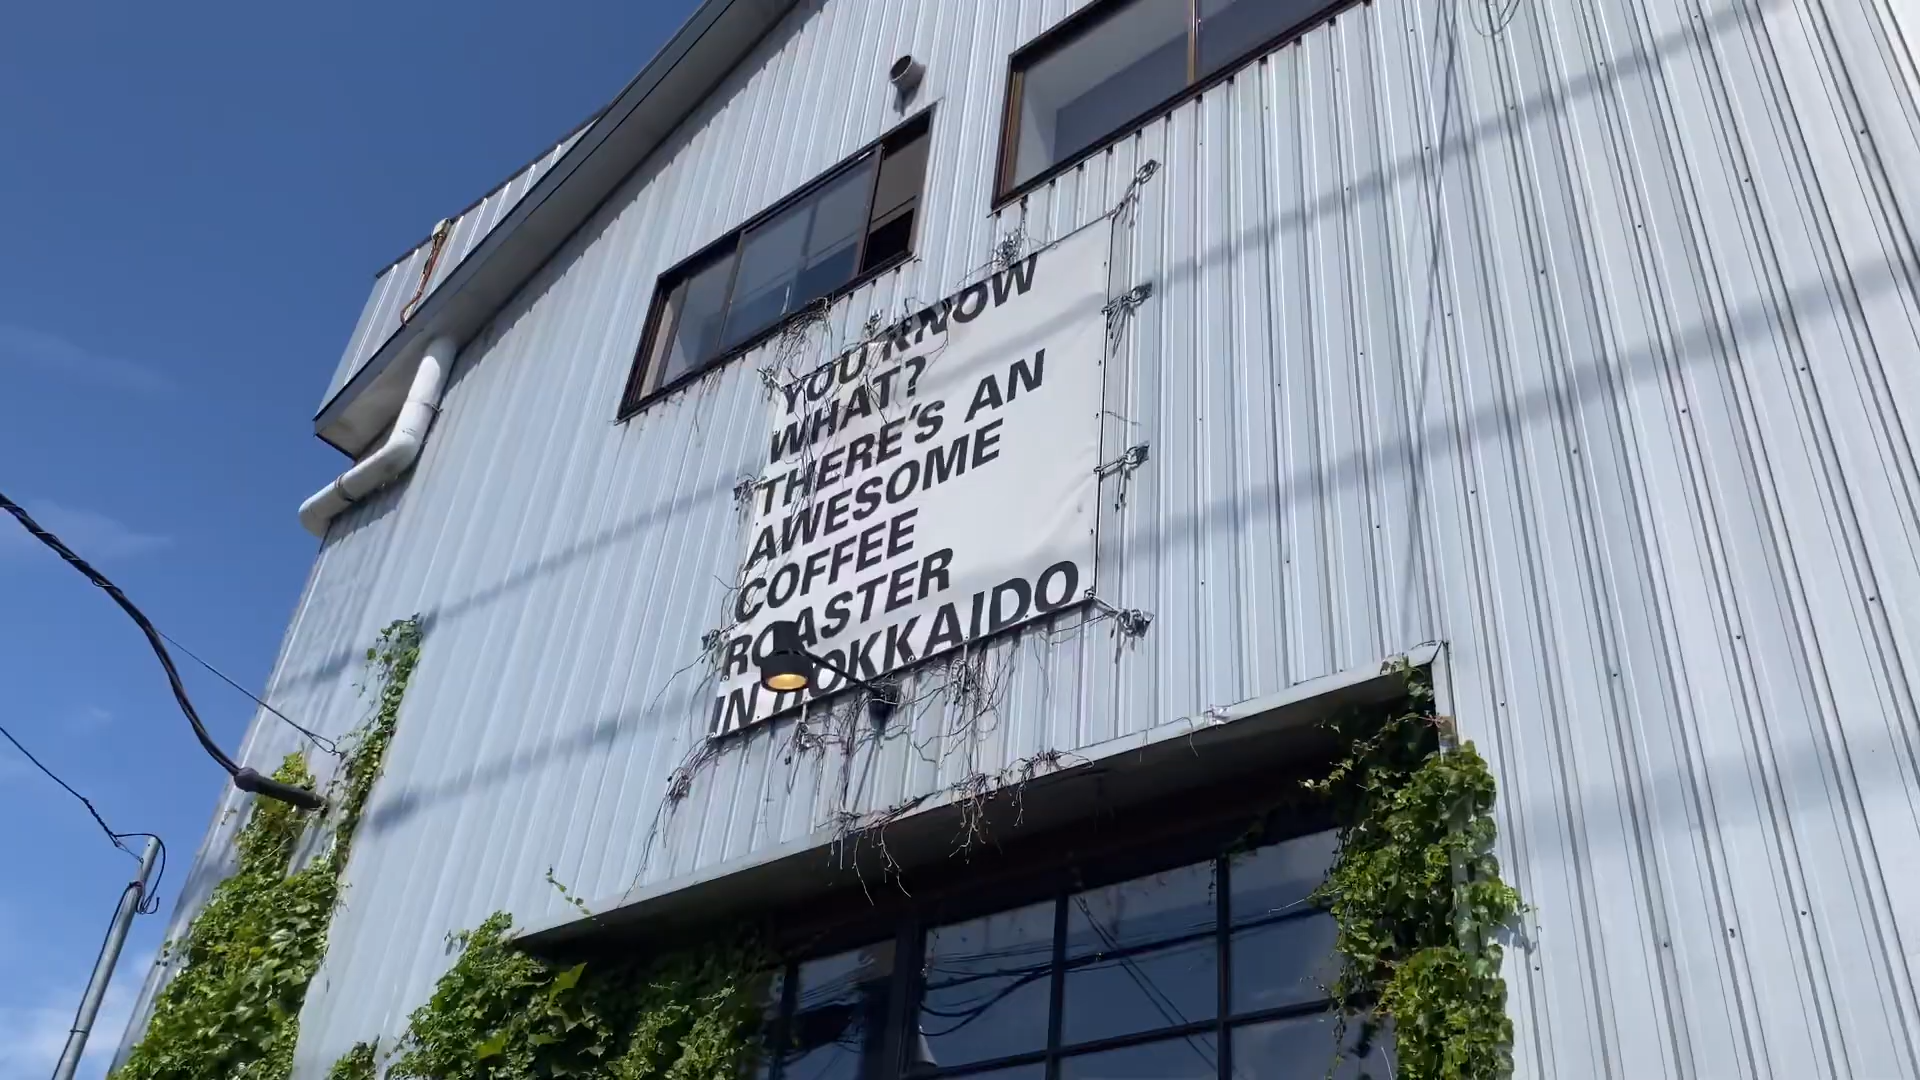 YOU KNOW
WHAT?
THERE'S AN
AWESOME
COFFEE
ROASTER
IN HOKKAIDO